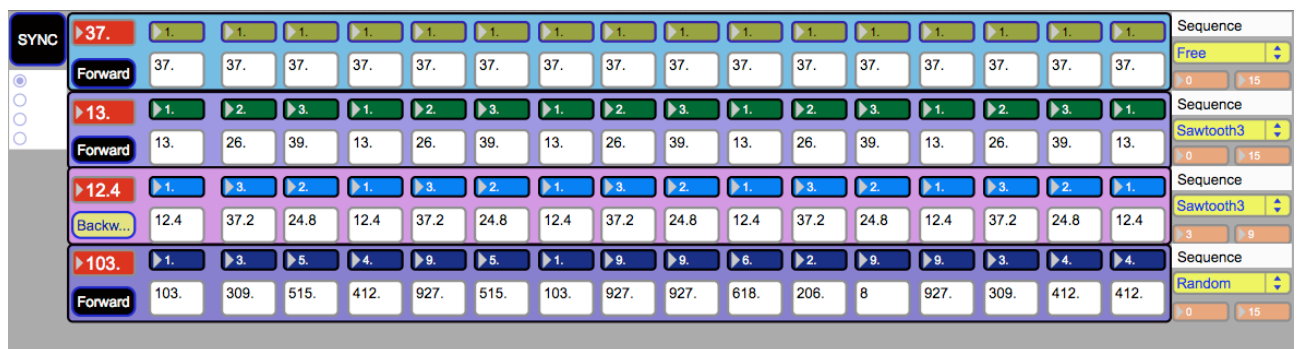 SYNC
37. 1. 1. 1. 1. 1. 1. 1. 1. 1. 1. 1. 1. 1. 1. 1. 1. Sequence
Forward 37. 37. 37. 37. 37. 37. 37. 37. 37. 37. 37. 37. 37. 37. 37. 37. Free
0 15
13. 1. 2. 3. 1. 2. 3. 1. 2. 3. 1. 2. 3. 1. 2. 3. 1. Sequence
Forward 13. 26. 39. 13. 26. 39. 13. 26. 39. 13. 26. 39. 13. 26. 39. 13. Sawtooth3
0 15
12.4 1. 3. 2. 1. 3. 2. 1. 3. 2. 1. 3. 2. 1. 3. 2. 1. Sequence
Backw... 12.4 37.2 24.8 12.4 37.2 24.8 12.4 37.2 24.8 12.4 37.2 24.8 12.4 37.2 24.8 12.4 Sawtooth3
3 9
103. 1. 3. 5. 4. 9. 5. 1. 9. 9. 6. 2. 9. 9. 3. 4. 4. Sequence
Forward 103. 309. 515. 412. 927. 515. 103. 927. 927. 618. 206. 8 927. 309. 412. 412. Random
0 15